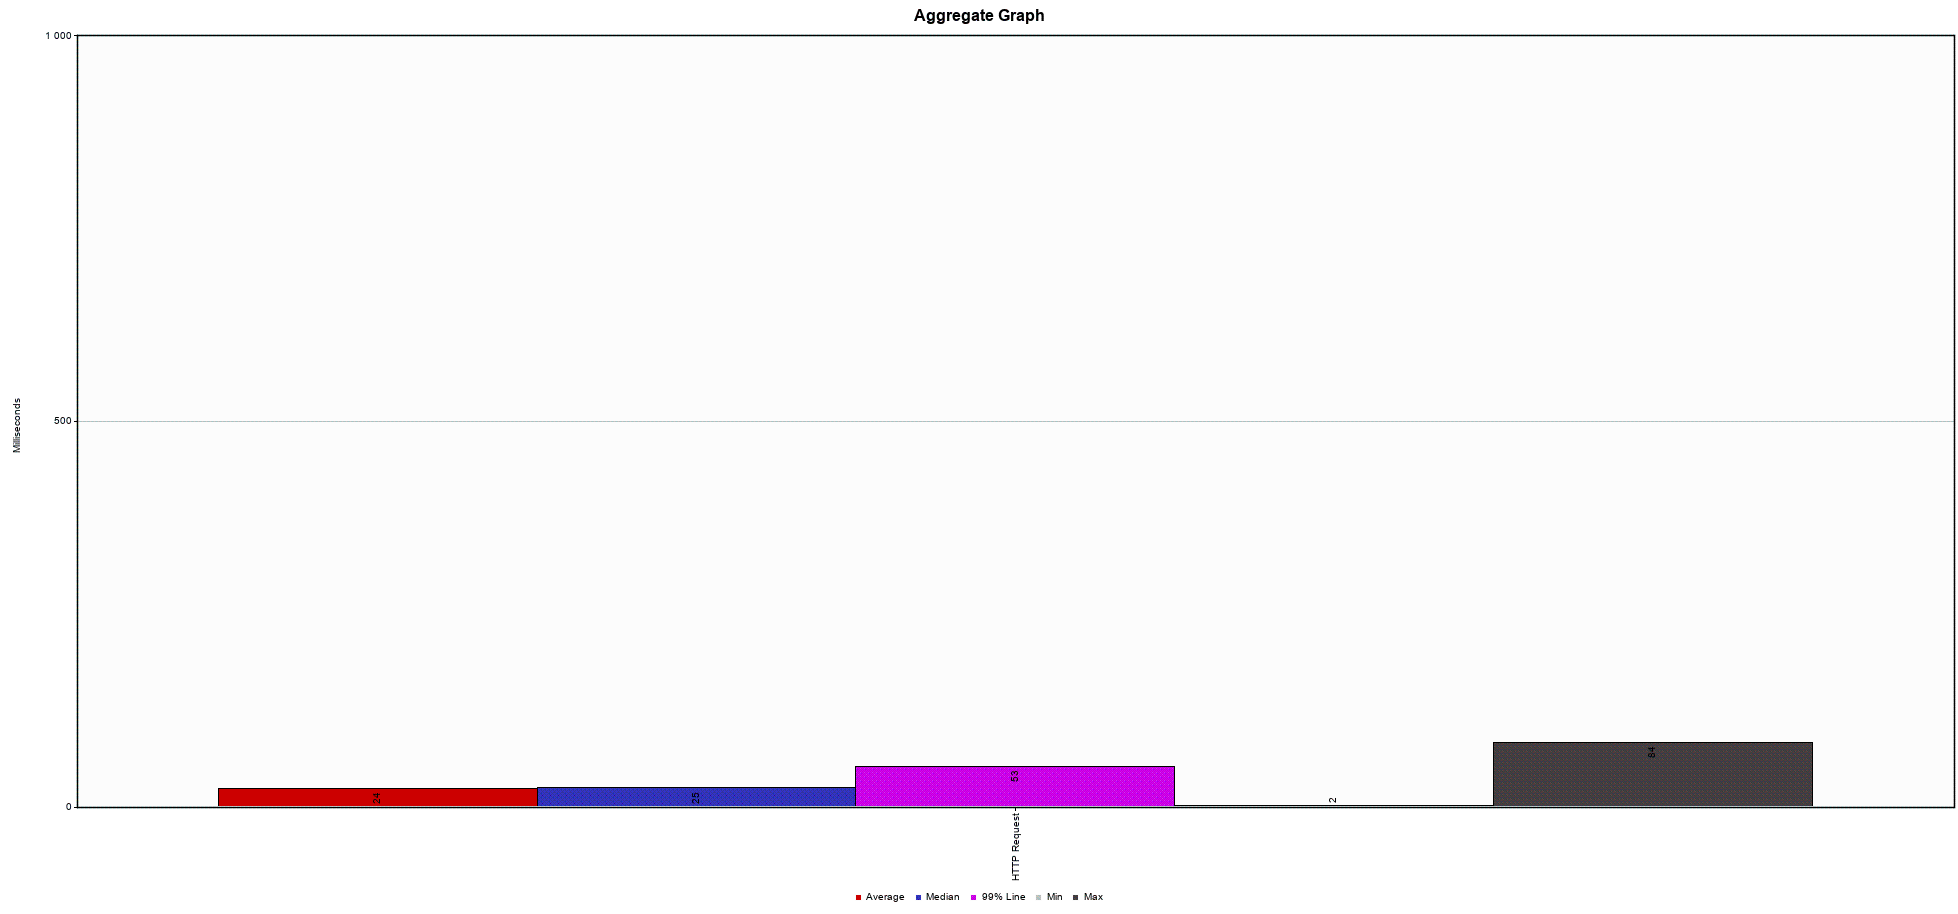 Aggregate Graph
1 000
500
0
Milliseconds
24
25
53
2
84
HTTP Request
Average Median 99% Line Min Max